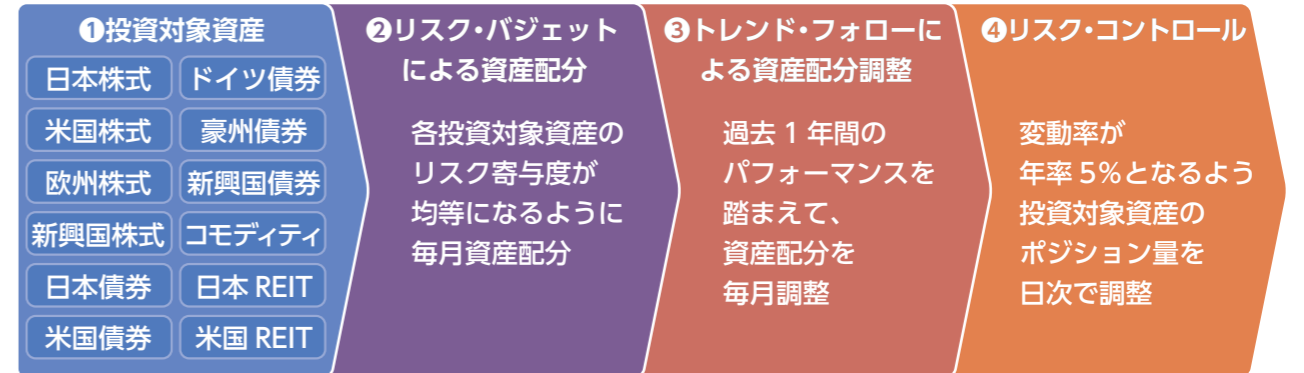 ❶投資対象資産
日本株式
ドイツ債券
米国株式
豪州債券
欧州株式
新興国債券
新興国株式
コモディティ
日本債券
日本 REIT
米国債券
米国 REIT
❷リスク・バジェット
による資産配分
各投資対象資産の
リスク寄与度が
均等になるように
毎月資産配分
❸トレンド・フォローに
よる資産配分調整
過去 1 年間の
パフォーマンスを
踏まえて、
資産配分を
毎月調整
❹リスク・コントロール
変動率が
年率 5%となるよう
投資対象資産の
ポジション量を
日次で調整